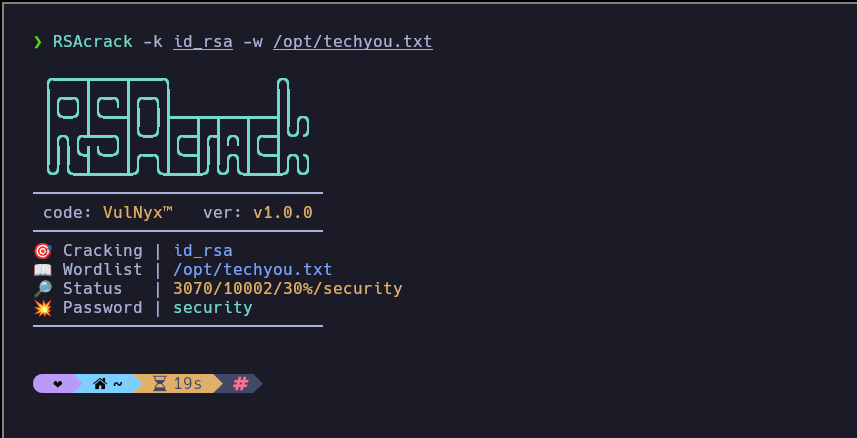 ❯ RSAcrack -k id_rsa -w /opt/techyou.txt
RSAcrack
code: VulNyx™ ver: v1.0.0
🎯 Cracking | id_rsa
📖 Wordlist | /opt/techyou.txt
🔎 Status | 3070/10002/30%/security
💥 Password | security
~ 19s #